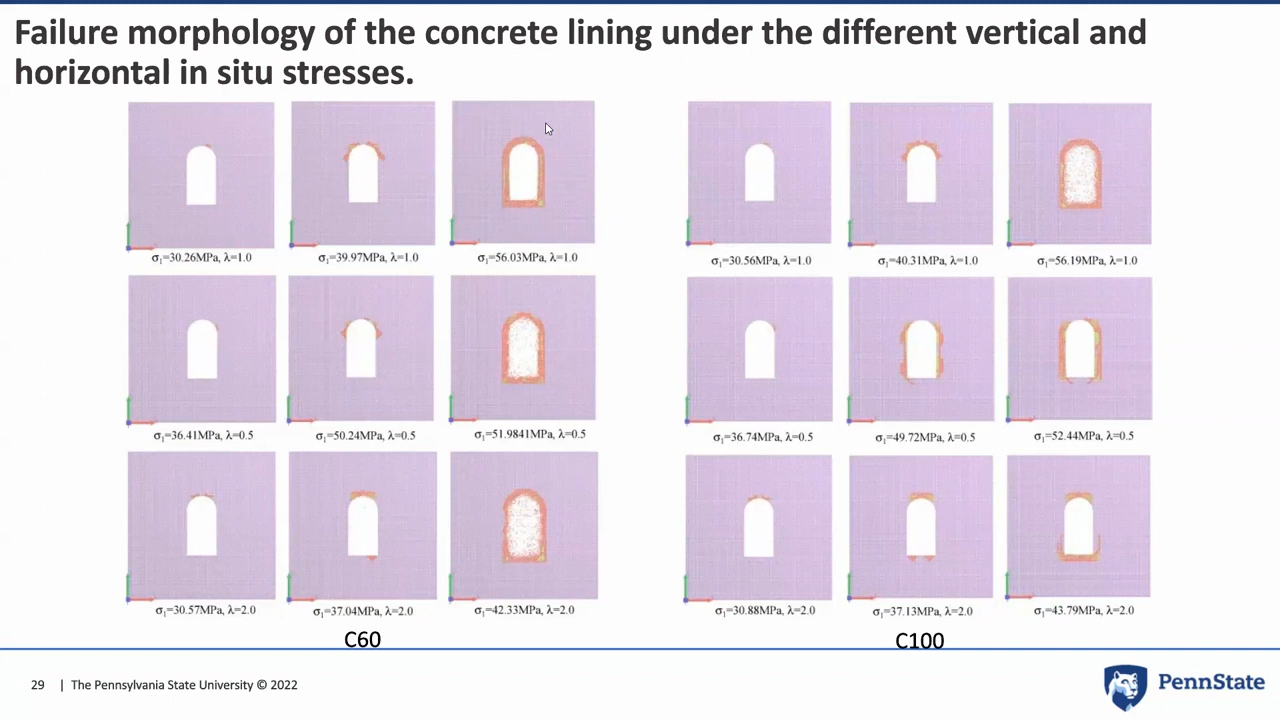 Failure morphology of the concrete lining under the different vertical and
horizontal in situ stresses.
σ₁=30.26MPa, λ=1.0
σ₁=39.97MPa, λ=1.0
σ₁=56.03MPa, λ=1.0
σ₁=36.41MPa, λ=0.5
σ₁=50.24MPa, λ=0.5
σ₁=51.9841MPa, λ=0.5
σ₁=30.57MPa, λ=2.0
σ₁=37.04MPa, λ=2.0
σ₁=42.33MPa, λ=2.0
C60
σ₁=30.56MPa, λ=1.0
σ₁=40.31MPa, λ=1.0
σ₁=56.19MPa, λ=1.0
σ₁=36.74MPa, λ=0.5
σ₁=49.72MPa, λ=0.5
σ₁=52.44MPa, λ=0.5
σ₁=30.88MPa, λ=2.0
σ₁=37.13MPa, λ=2.0
σ₁=43.79MPa, λ=2.0
C100
29 | The Pennsylvania State University © 2022
PennState